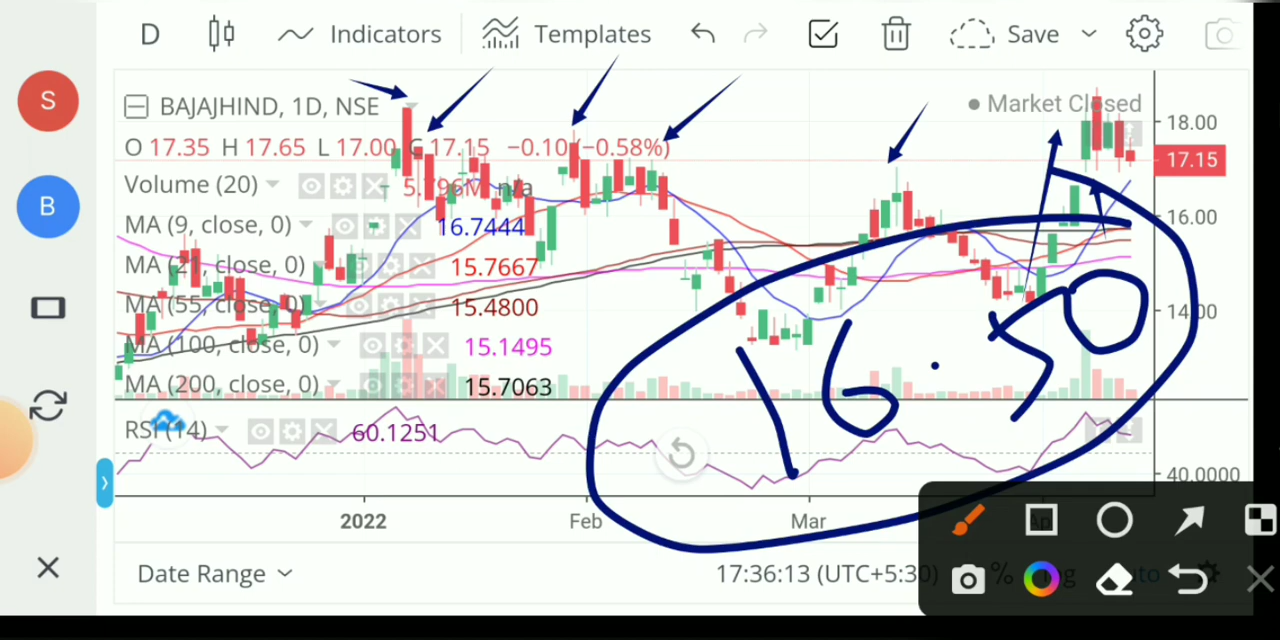 D Indicators Templates Save
S
BAJAJHIND, 1D, NSE
Market Closed
O 17.35 H 17.65 L 17.00 C 17.15 −0.10 (−0.58%)
18.00
17.15
Volume (20) 5.796M n/a
B
MA (9, close, 0) 16.7444
16.00
MA (21, close, 0) 15.7667
MA (55, close, 0) 15.4800
14.00
MA (100, close, 0) 15.1495
MA (200, close, 0) 15.7063
16.50
RSI (14) 60.1251
40.0000
2022 Feb Mar
Date Range 17:36:13 (UTC+5:30) %